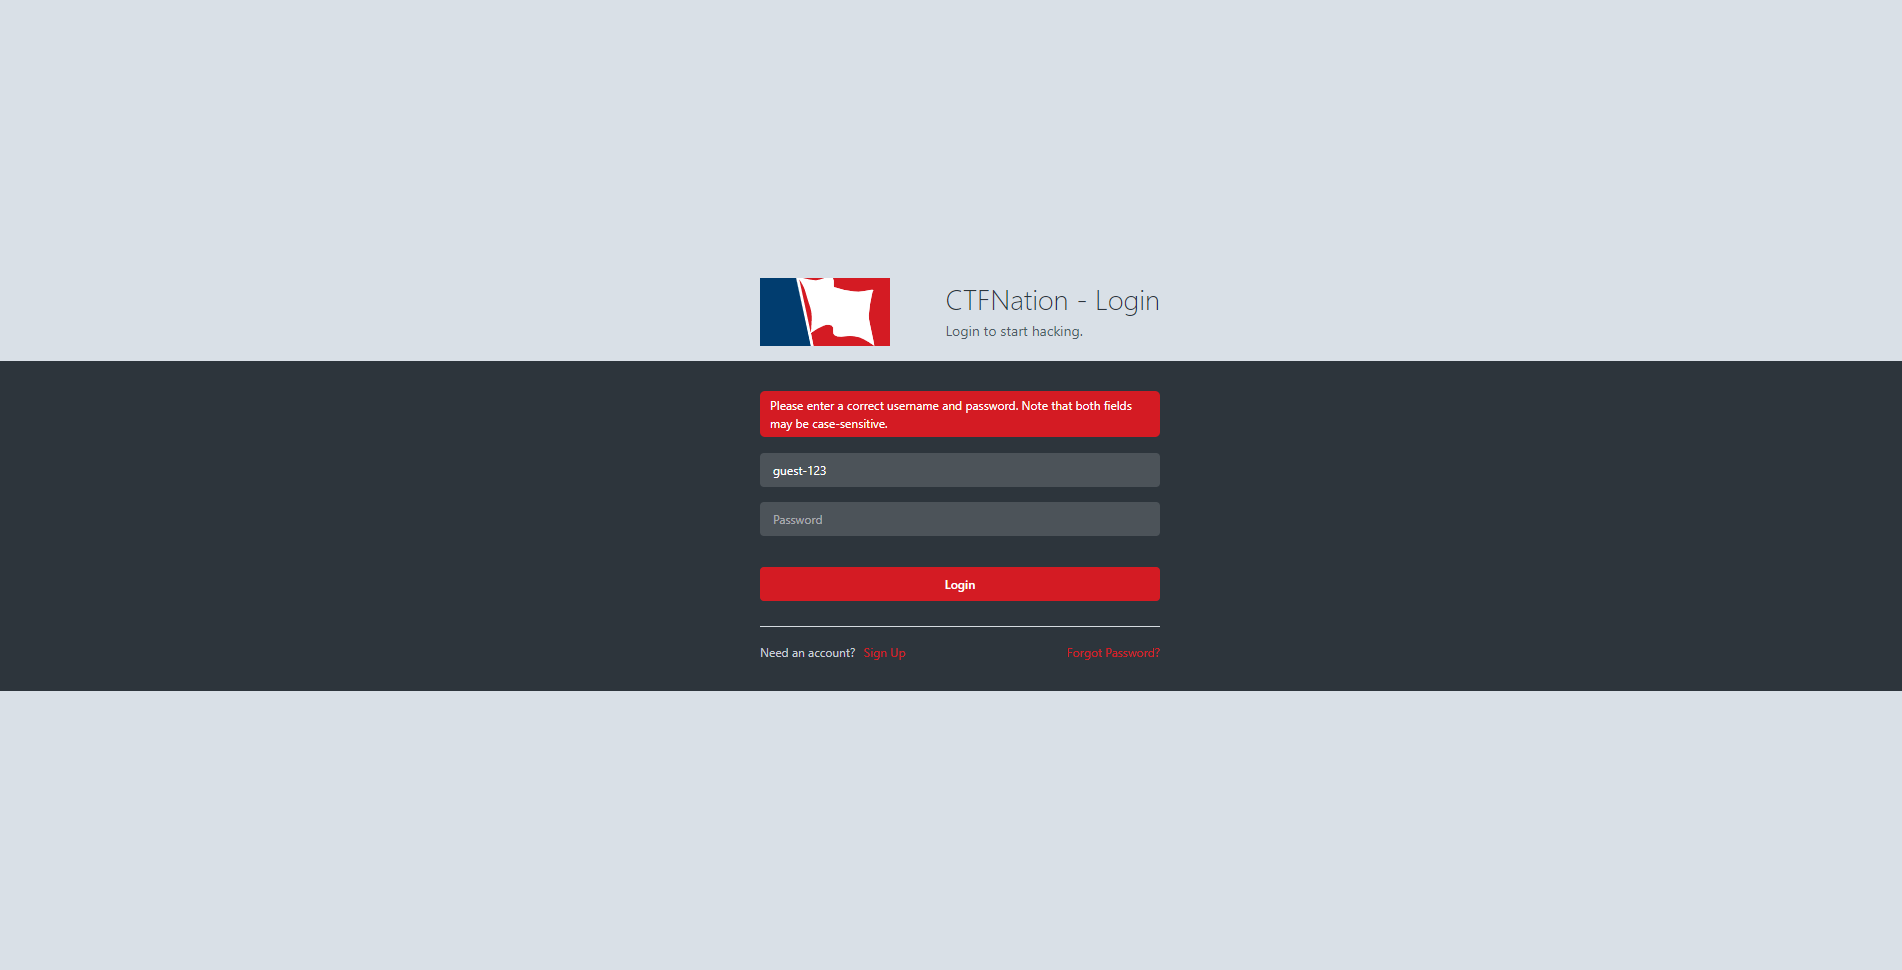 CTFNation - Login
Login to start hacking.
Please enter a correct username and password. Note that both fields
may be case-sensitive.
guest-123
Password
Login
Need an account? Sign Up
Forgot Password?